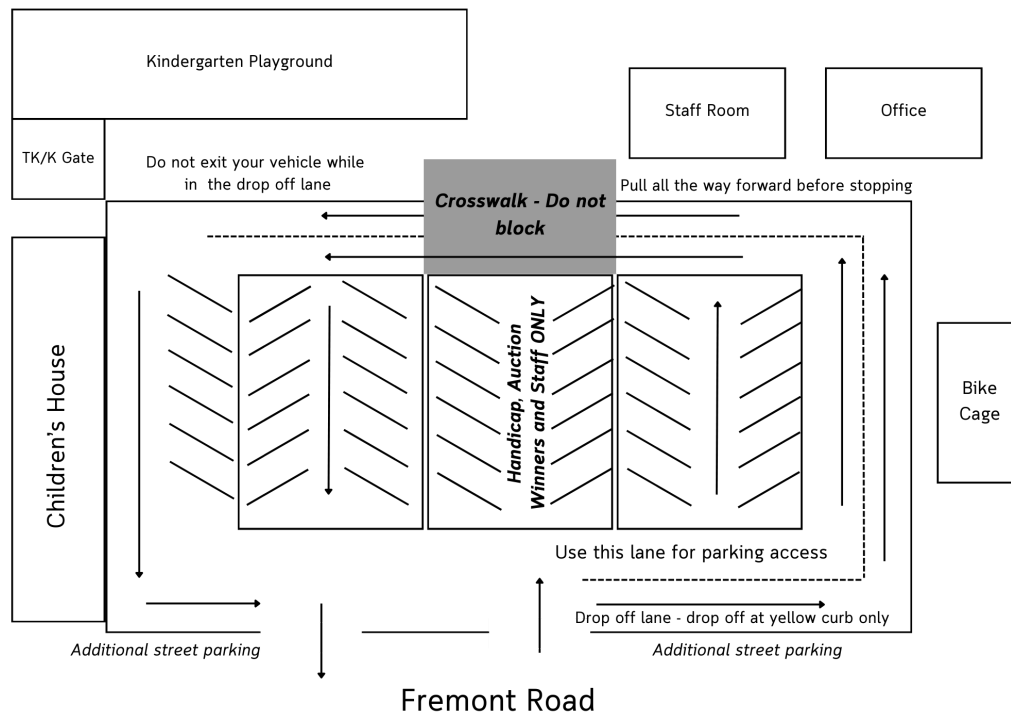 Kindergarten Playground
Staff Room
Office
TK/K Gate
Do not exit your vehicle while
in the drop off lane
Crosswalk - Do not
block
Pull all the way forward before stopping
Children's House
Handicap, Auction
Winners and Staff ONLY
Bike
Cage
Use this lane for parking access
Drop off lane - drop off at yellow curb only
Additional street parking
Additional street parking
Fremont Road